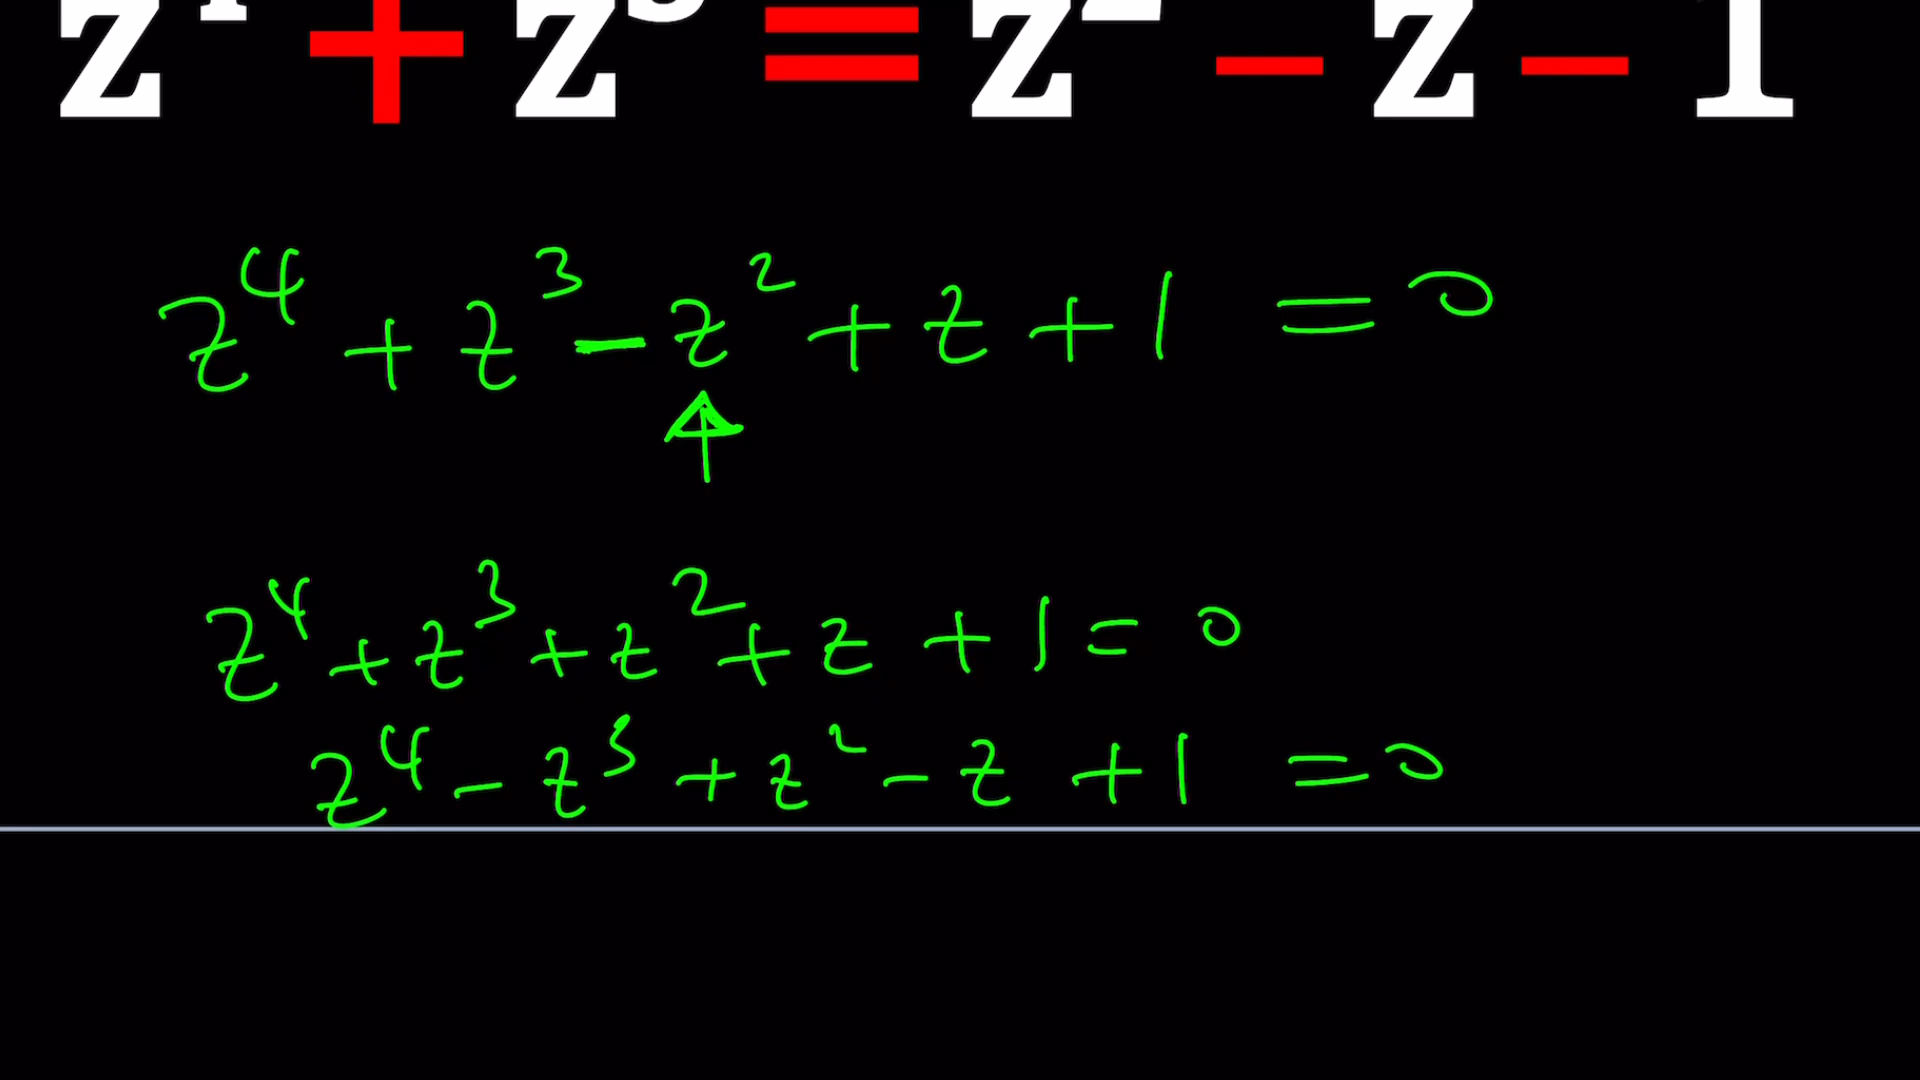 z⁴ + z³ = z² - z - 1
z⁴ + z³ - z² + z + 1 = 0
z⁴ + z³ + z² + z + 1 = 0
z⁴ - z³ + z² - z + 1 = 0